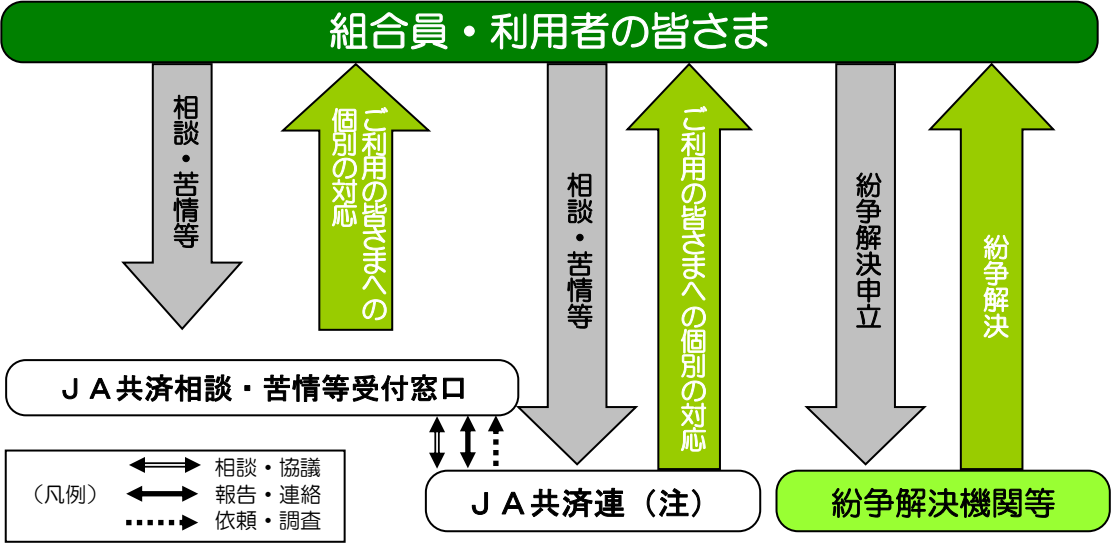 組合員・利用者の皆さま
相談・苦情等
ご利用の皆さまへの
個別の対応
相談・苦情等
ご利用の皆さまへの個別の対応
紛争解決申立
紛争解決
ＪＡ共済相談・苦情等受付窓口
（凡例）
相談・協議
報告・連絡
依頼・調査
ＪＡ共済連（注）
紛争解決機関等